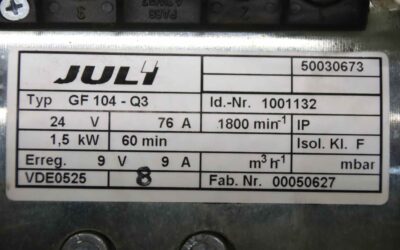 JULI
50030673
Typ GF 104 - Q3 Id.-Nr. 1001132
24 V 76 A 1800 min⁻¹ IP
1,5 kW 60 min Isol. Kl. F
Erreg. 9 V 9 A m³ h⁻¹ mbar
VDE0525 8 Fab. Nr. 00050627